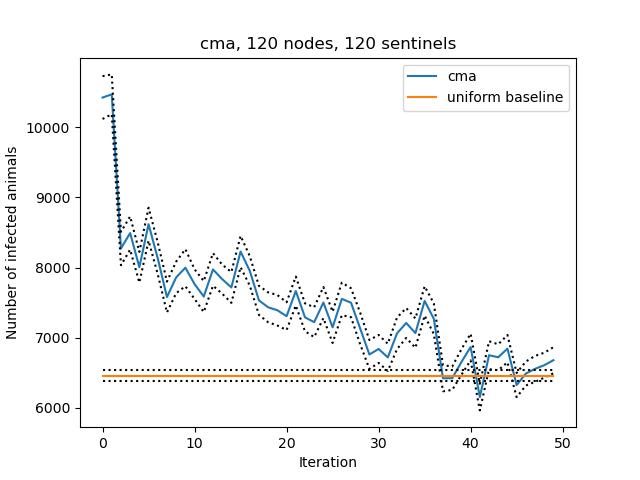 cma, 120 nodes, 120 sentinels
cma
uniform baseline
10000
9000
8000
7000
6000
Number of infected animals
0 10 20 30 40 50
Iteration